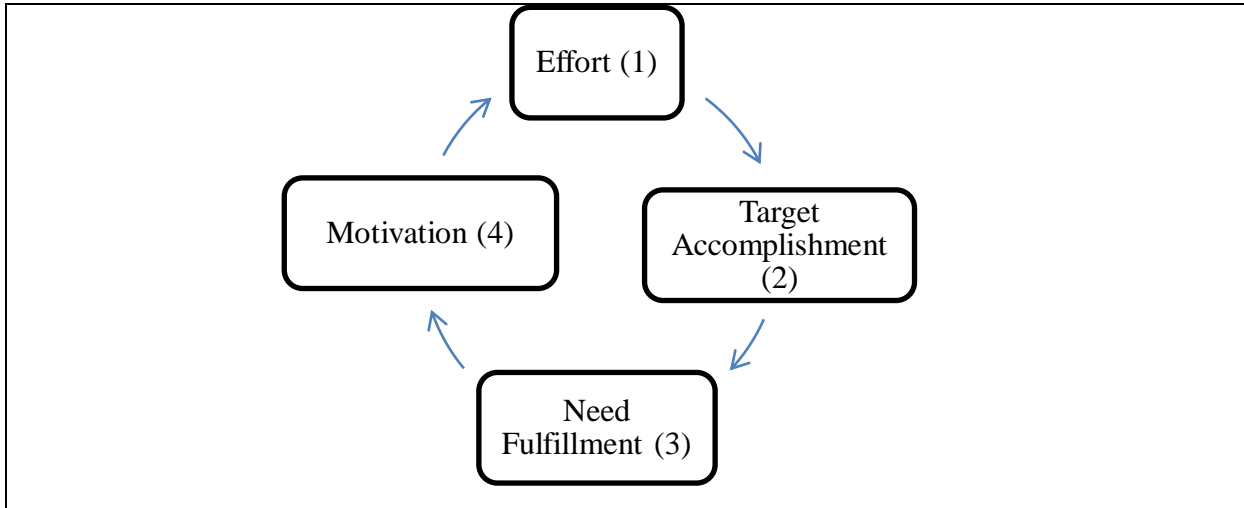 Effort (1)
Target
Accomplishment
(2)
Need
Fulfillment (3)
Motivation (4)